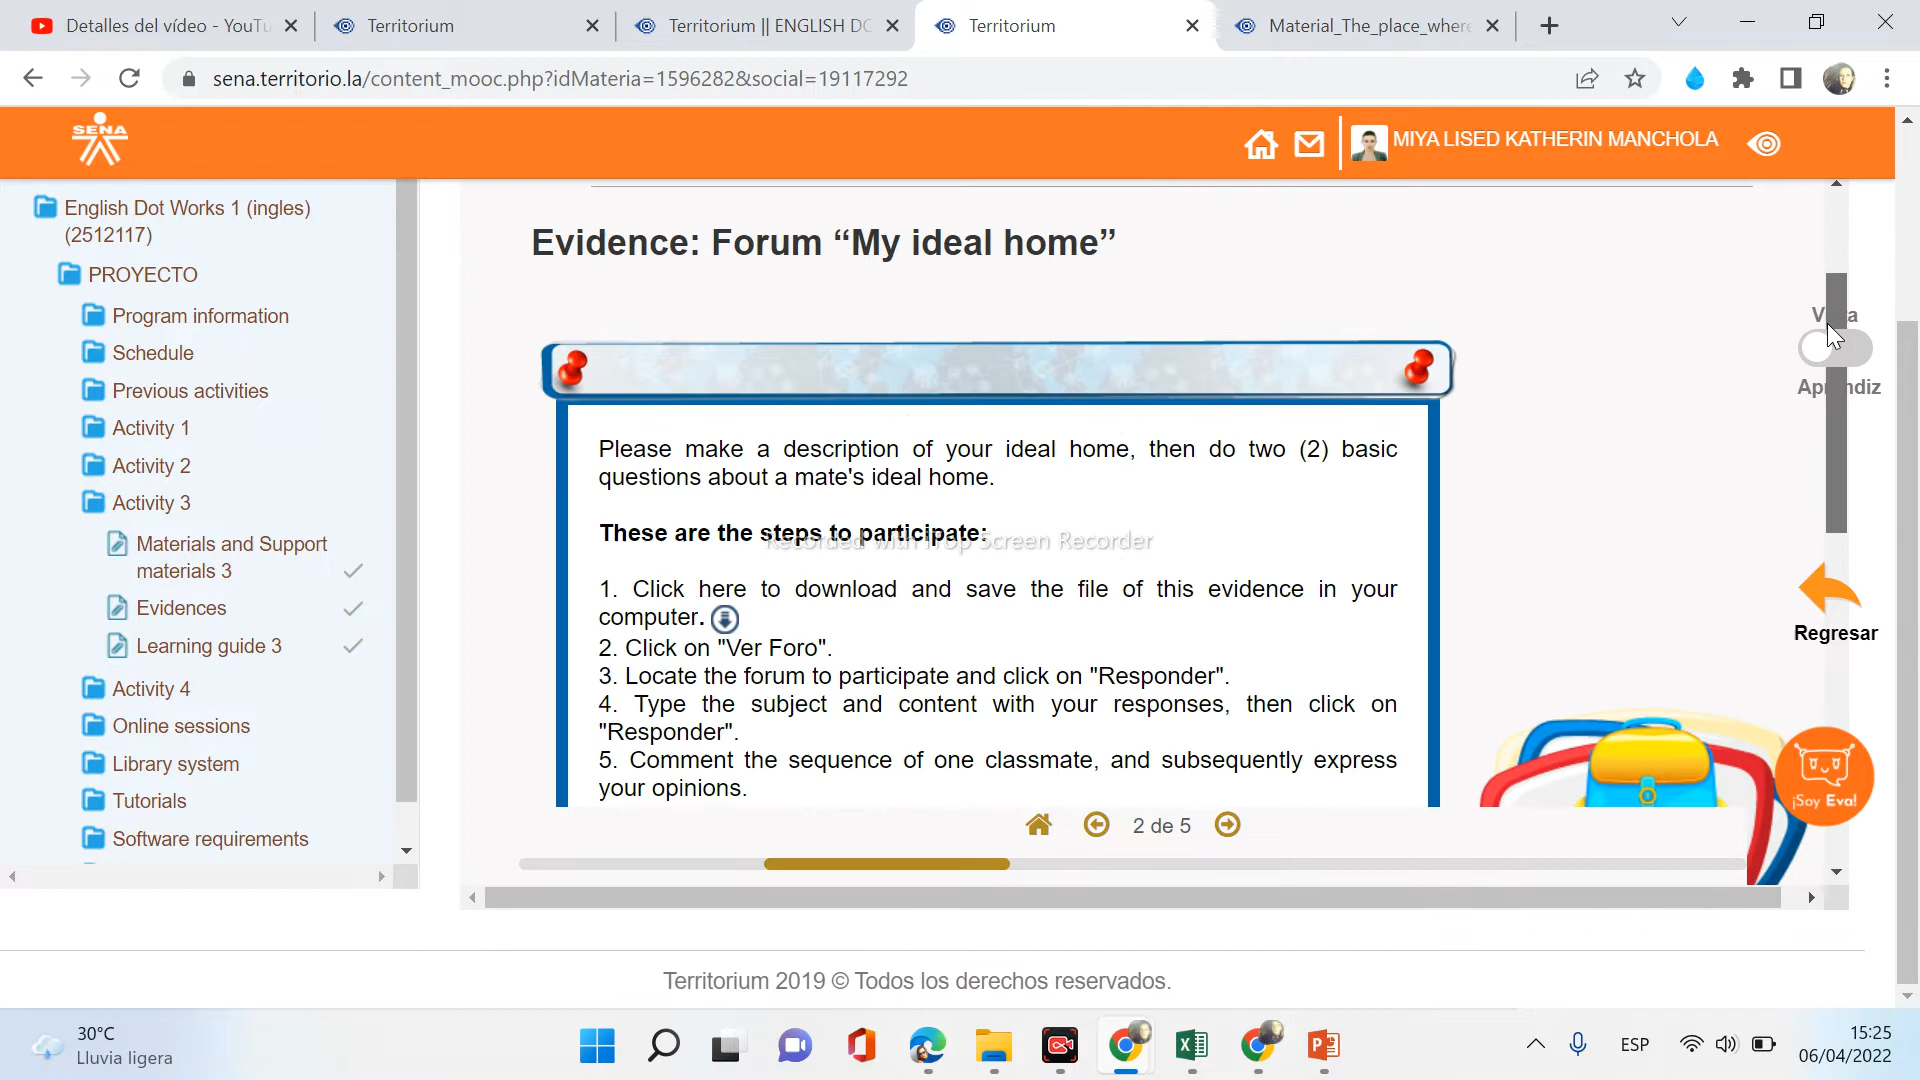 Detalles del vídeo - YouTu
Territorium
Territorium || ENGLISH DO
Territorium
Material_The_place_where
sena.territorio.la/content_mooc.php?idMateria=1596282&social=19117292
SENA
MIYA LISED KATHERIN MANCHOLA
English Dot Works 1 (ingles)
(2512117)
PROYECTO
Program information
Schedule
Previous activities
Activity 1
Activity 2
Activity 3
Materials and Support
materials 3
Evidences
Learning guide 3
Activity 4
Online sessions
Library system
Tutorials
Software requirements
Evidence: Forum “My ideal home”
Please make a description of your ideal home, then do two (2) basic
questions about a mate's ideal home.
These are the steps to participate:
Recorded with iTop Screen Recorder
1. Click here to download and save the file of this evidence in your
computer.
2. Click on "Ver Foro".
3. Locate the forum to participate and click on "Responder".
4. Type the subject and content with your responses, then click on
"Responder".
5. Comment the sequence of one classmate, and subsequently express
your opinions.
2 de 5
Vista
Aprendiz
Regresar
¡Soy Eva!
Territorium 2019 © Todos los derechos reservados.
30°C
Lluvia ligera
ESP
15:25
06/04/2022